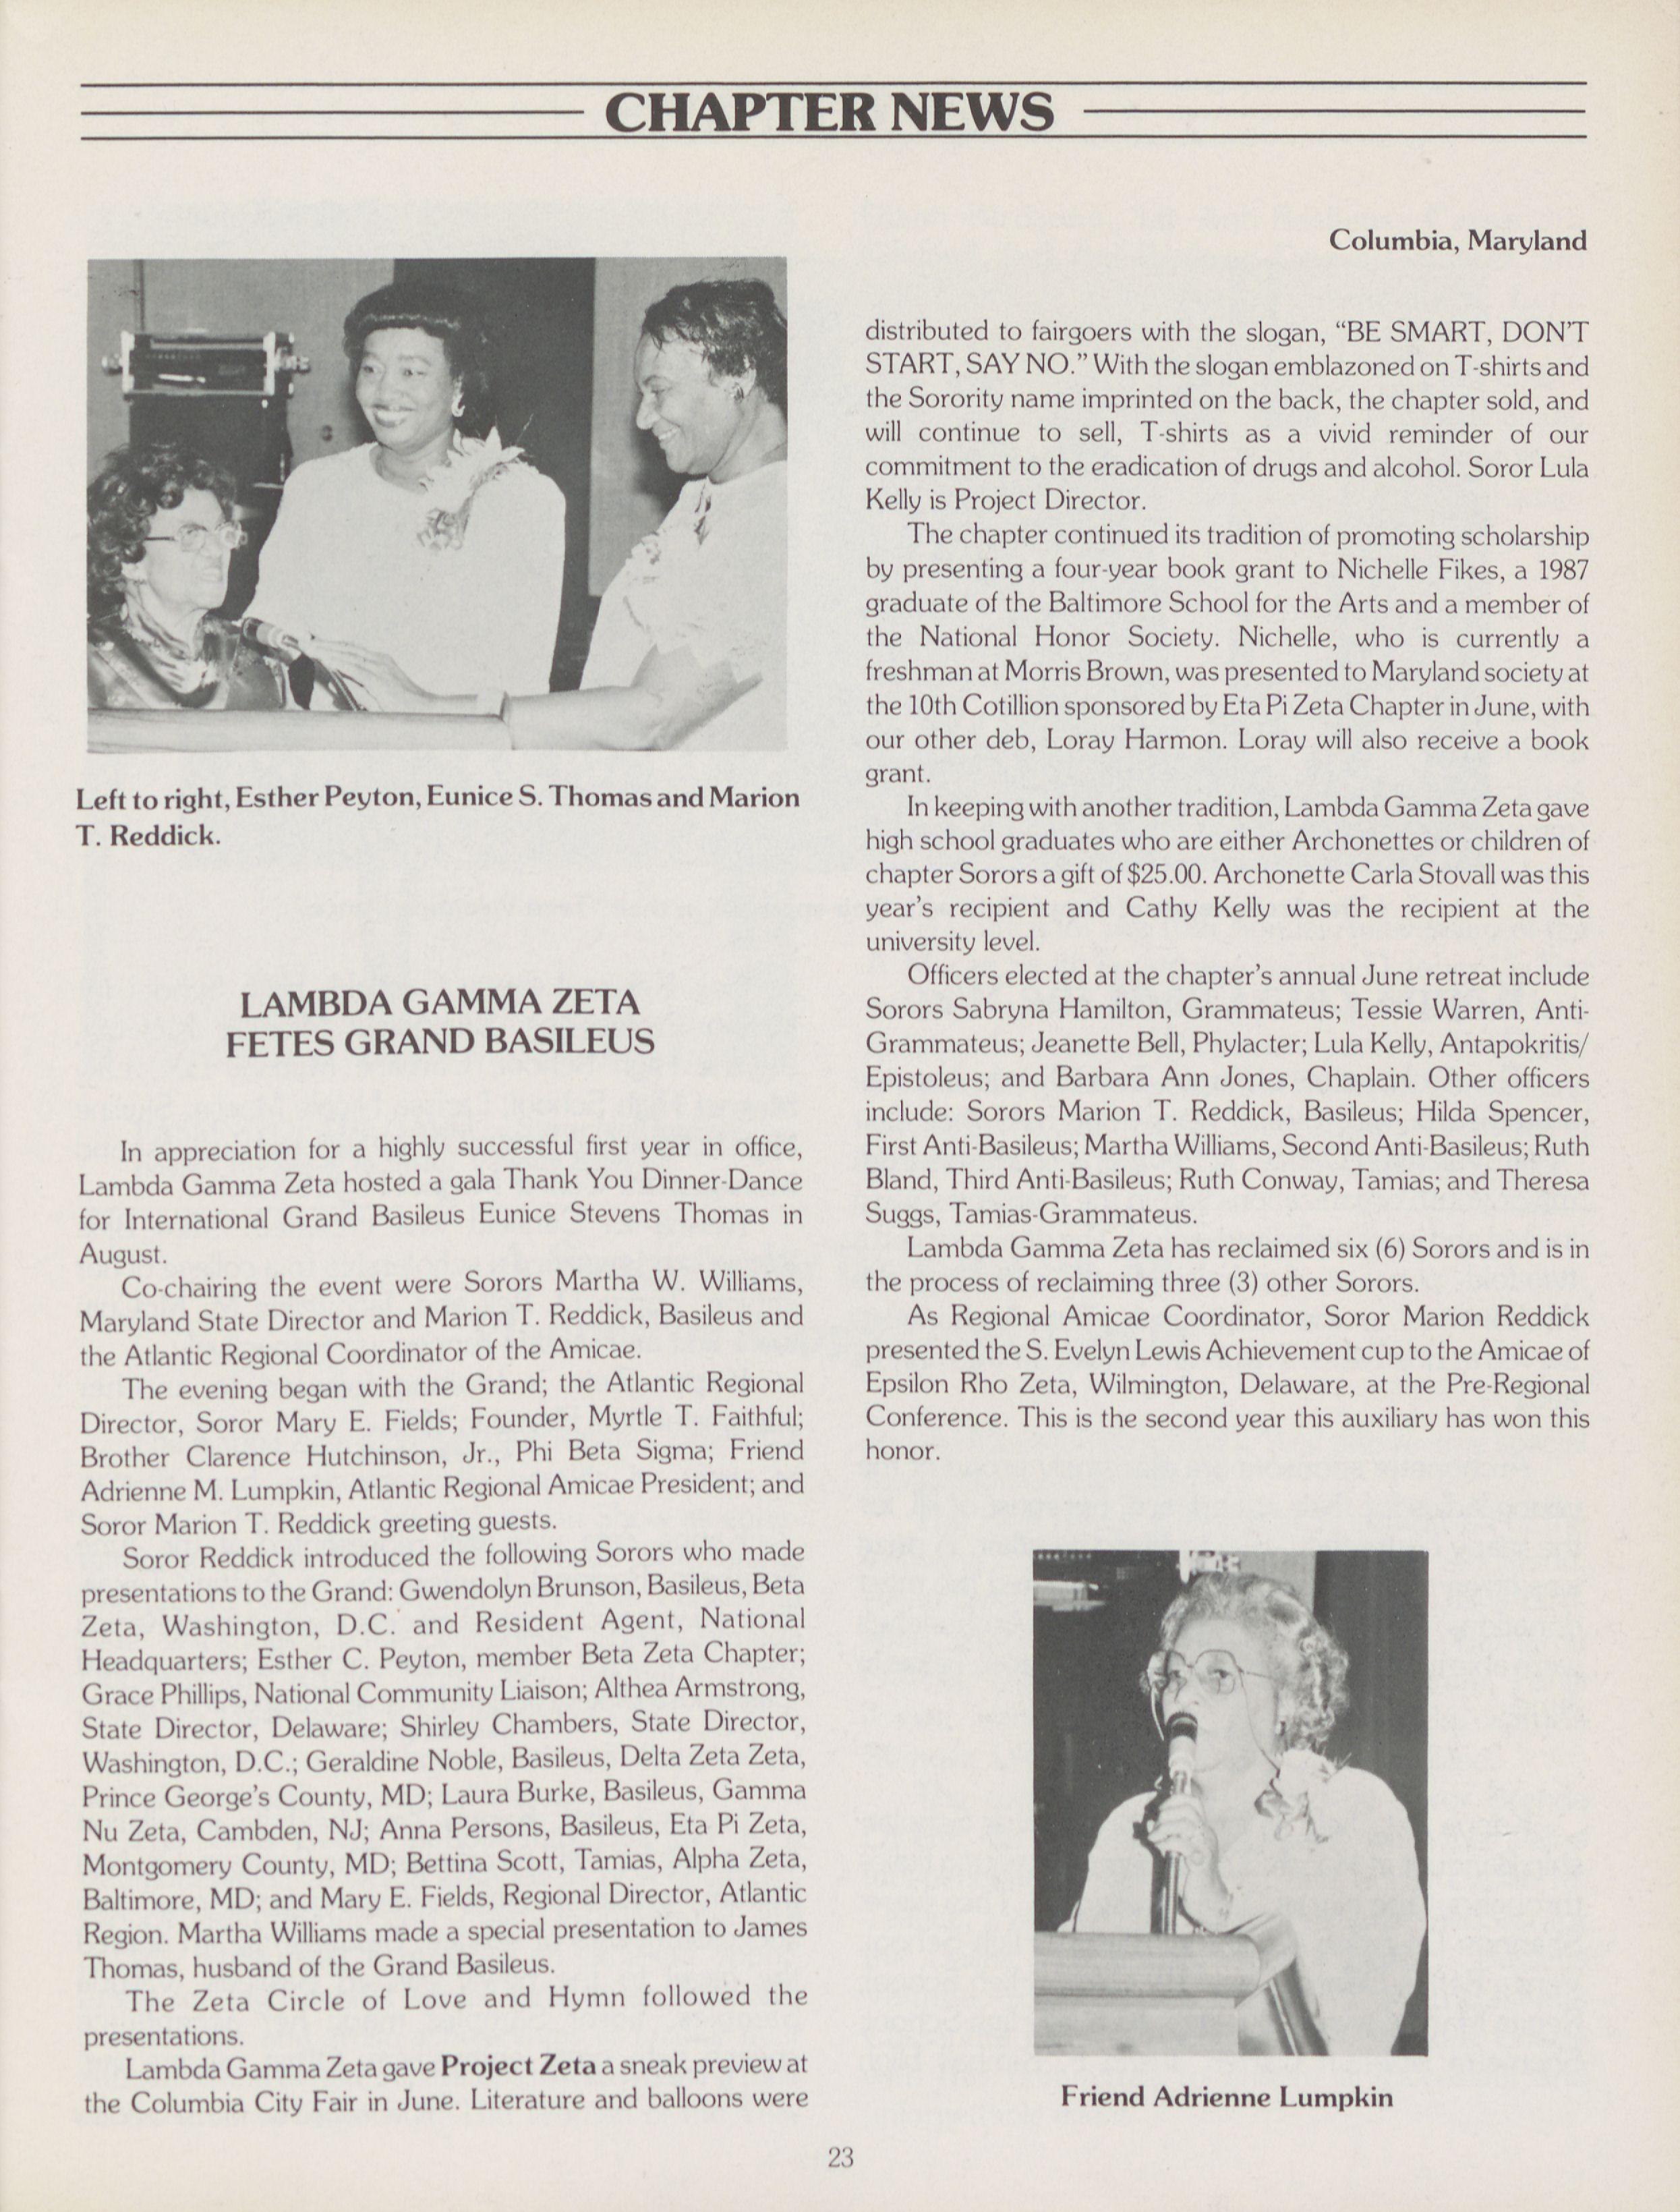 CHAPTER NEWS
Columbia, Maryland
Left to right, Esther Peyton, Eunice S. Thomas and Marion
T. Reddick.
LAMBDA GAMMA ZETA
FETES GRAND BASILEUS
In appreciation for a highly successful first year in office,
Lambda Gamma Zeta hosted a gala Thank You Dinner-Dance
for International Grand Basileus Eunice Stevens Thomas in
August.
Co-chairing the event were Sorors Martha W. Williams,
Maryland State Director and Marion T. Reddick, Basileus and
the Atlantic Regional Coordinator of the Amicae.
The evening began with the Grand; the Atlantic Regional
Director, Soror Mary E. Fields; Founder, Myrtle T. Faithful;
Brother Clarence Hutchinson, Jr., Phi Beta Sigma; Friend
Adrienne M. Lumpkin, Atlantic Regional Amicae President; and
Soror Marion T. Reddick greeting guests.
Soror Reddick introduced the following Sorors who made
presentations to the Grand: Gwendolyn Brunson, Basileus, Beta
Zeta, Washington, D.C. and Resident Agent, National
Headquarters; Esther C. Peyton, member Beta Zeta Chapter;
Grace Phillips, National Community Liaison; Althea Armstrong,
State Director, Delaware; Shirley Chambers, State Director,
Washington, D.C.; Geraldine Noble, Basileus, Delta Zeta Zeta,
Prince George's County, MD; Laura Burke, Basileus, Gamma
Nu Zeta, Cambden, NJ; Anna Persons, Basileus, Eta Pi Zeta,
Montgomery County, MD; Bettina Scott, Tamias, Alpha Zeta,
Baltimore, MD; and Mary E. Fields, Regional Director, Atlantic
Region. Martha Williams made a special presentation to James
Thomas, husband of the Grand Basileus.
The Zeta Circle of Love and Hymn followed the
presentations.
Lambda Gamma Zeta gave Project Zeta a sneak preview at
the Columbia City Fair in June. Literature and balloons were
distributed to fairgoers with the slogan, “BE SMART, DON'T
START, SAY NO.” With the slogan emblazoned on T-shirts and
the Sorority name imprinted on the back, the chapter sold, and
will continue to sell, T-shirts as a vivid reminder of our
commitment to the eradication of drugs and alcohol. Soror Lula
Kelly is Project Director.
The chapter continued its tradition of promoting scholarship
by presenting a four-year book grant to Nichelle Fikes, a 1987
graduate of the Baltimore School for the Arts and a member of
the National Honor Society. Nichelle, who is currently a
freshman at Morris Brown, was presented to Maryland society at
the 10th Cotillion sponsored by Eta Pi Zeta Chapter in June, with
our other deb, Loray Harmon. Loray will also receive a book
grant.
In keeping with another tradition, Lambda Gamma Zeta gave
high school graduates who are either Archonettes or children of
chapter Sorors a gift of $25.00. Archonette Carla Stovall was this
year's recipient and Cathy Kelly was the recipient at the
university level.
Officers elected at the chapter's annual June retreat include
Sorors Sabryna Hamilton, Grammateus; Tessie Warren, Anti-
Grammateus; Jeanette Bell, Phylacter; Lula Kelly, Antapokritis/
Epistoleus; and Barbara Ann Jones, Chaplain. Other officers
include: Sorors Marion T. Reddick, Basileus; Hilda Spencer,
First Anti-Basileus; Martha Williams, Second Anti-Basileus; Ruth
Bland, Third Anti-Basileus; Ruth Conway, Tamias; and Theresa
Suggs, Tamias-Grammateus.
Lambda Gamma Zeta has reclaimed six (6) Sorors and is in
the process of reclaiming three (3) other Sorors.
As Regional Amicae Coordinator, Soror Marion Reddick
presented the S. Evelyn Lewis Achievement cup to the Amicae of
Epsilon Rho Zeta, Wilmington, Delaware, at the Pre-Regional
Conference. This is the second year this auxiliary has won this
honor.
Friend Adrienne Lumpkin
23